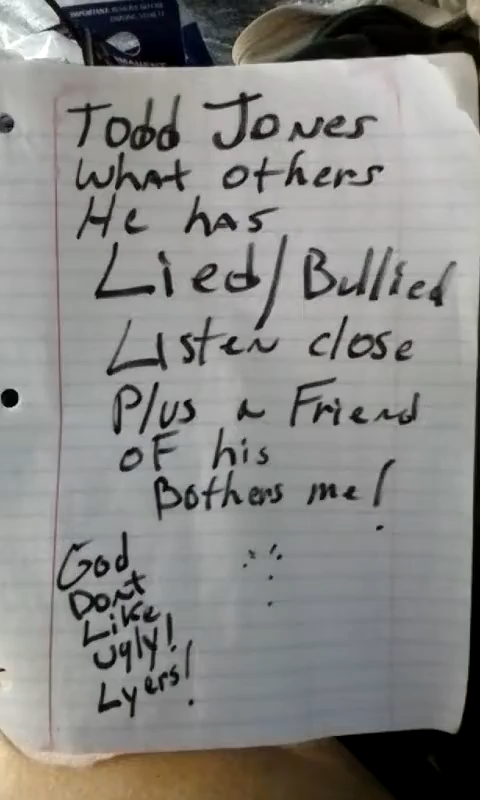 IMPORTANT
Todd Jones
What others
He has
Lied/Bullied
Listen close
Plus a Friend
OF his
Bothers me!
God
Dont
Like
Ugly!
Lyers!